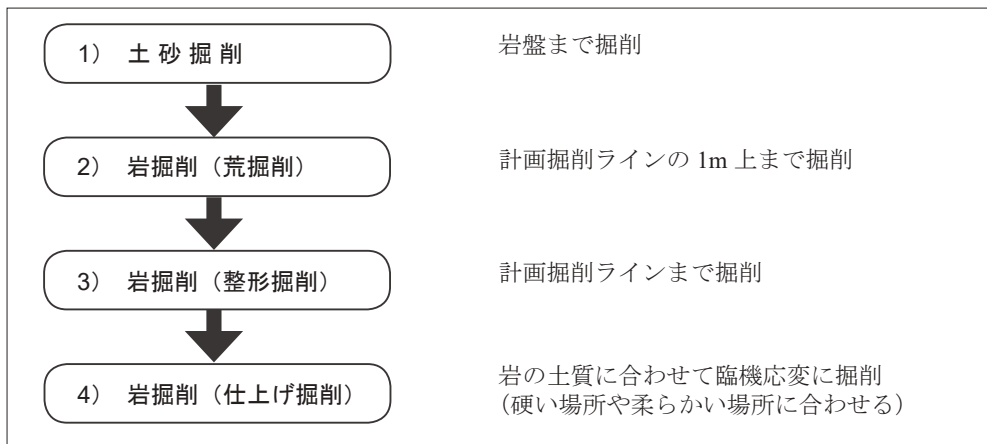 1) 土砂掘削
岩盤まで掘削
2) 岩掘削（荒掘削）
計画掘削ラインの 1m 上まで掘削
3) 岩掘削（整形掘削）
計画掘削ラインまで掘削
4) 岩掘削（仕上げ掘削）
岩の土質に合わせて臨機応変に掘削
（硬い場所や柔らかい場所に合わせる）